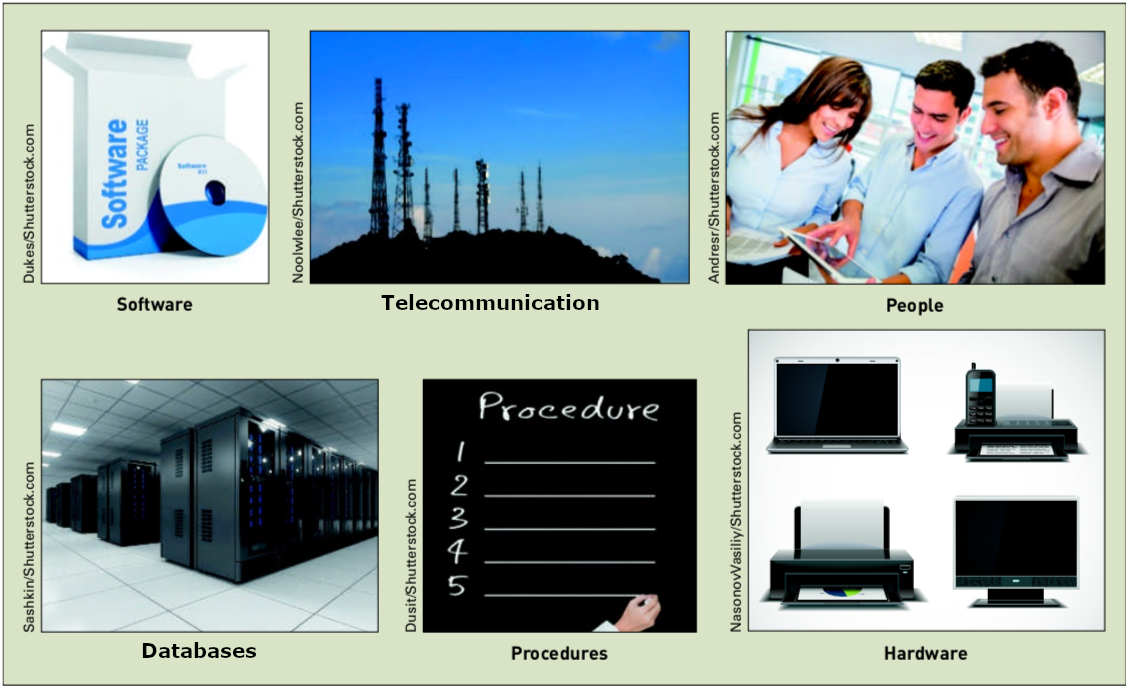 Software
PACKAGE
Software
Dukes/Shutterstock.com
Software
Noolwlee/Shutterstock.com
Telecommunication
Andresr/Shutterstock.com
People
Sashkin/Shutterstock.com
Databases
Procedure
1
2
3
4
5
Dusit/Shutterstock.com
Procedures
NasonovVasiliy/Shutterstock.com
Hardware